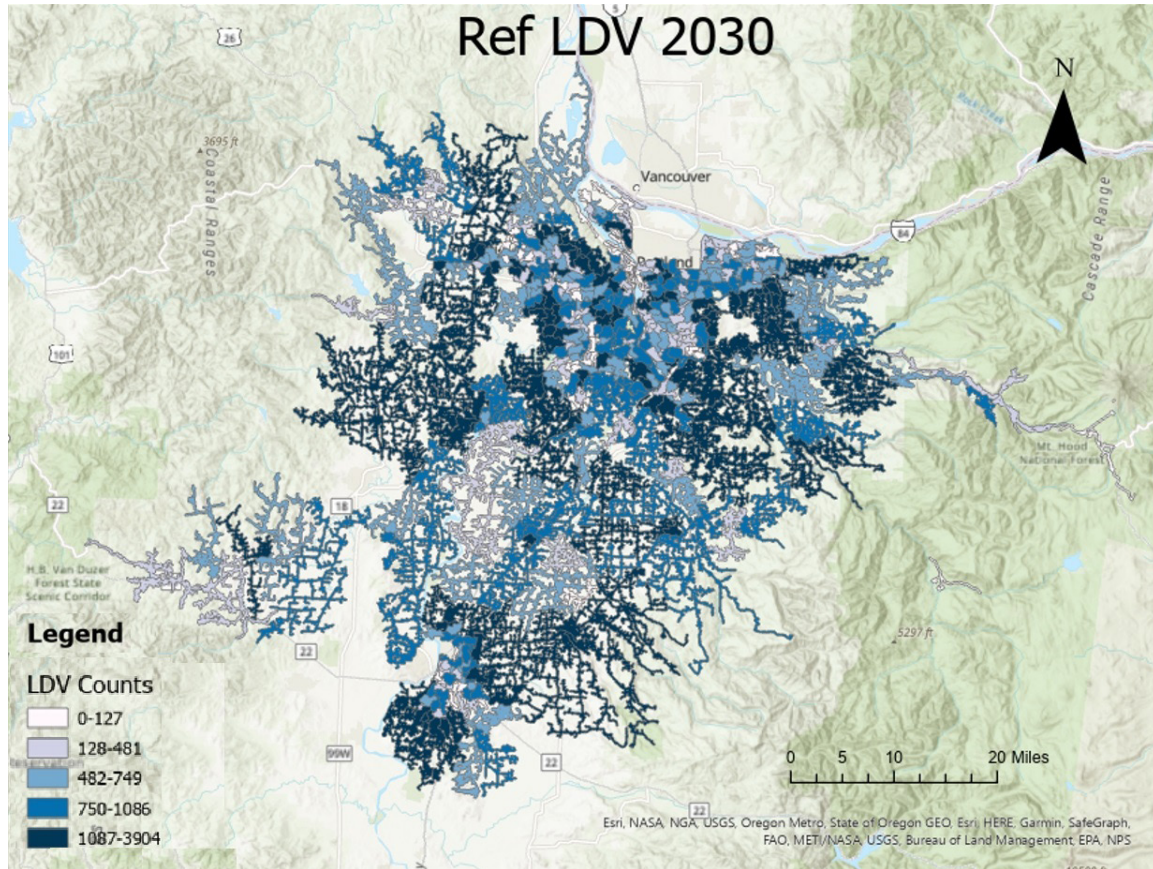 Ref LDV 2030
5
26
N
3695 ft
Coastal Ranges
Rock Creek
Vancouver
84
Cascade Range
Portland
101
Mt. Hood
National Forest
22
18
H.B. Van Duzer
Forest State
Scenic Corridor
5297 ft
22
Legend
LDV Counts
0-127
128-481
482-749
750-1086
1087-3904
99W
22
0 5 10 20 Miles
22
Esri, NASA, NGA, USGS, Oregon Metro, State of Oregon GEO, Esri, HERE, Garmin, SafeGraph,
FAO, METI/NASA, USGS, Bureau of Land Management, EPA, NPS